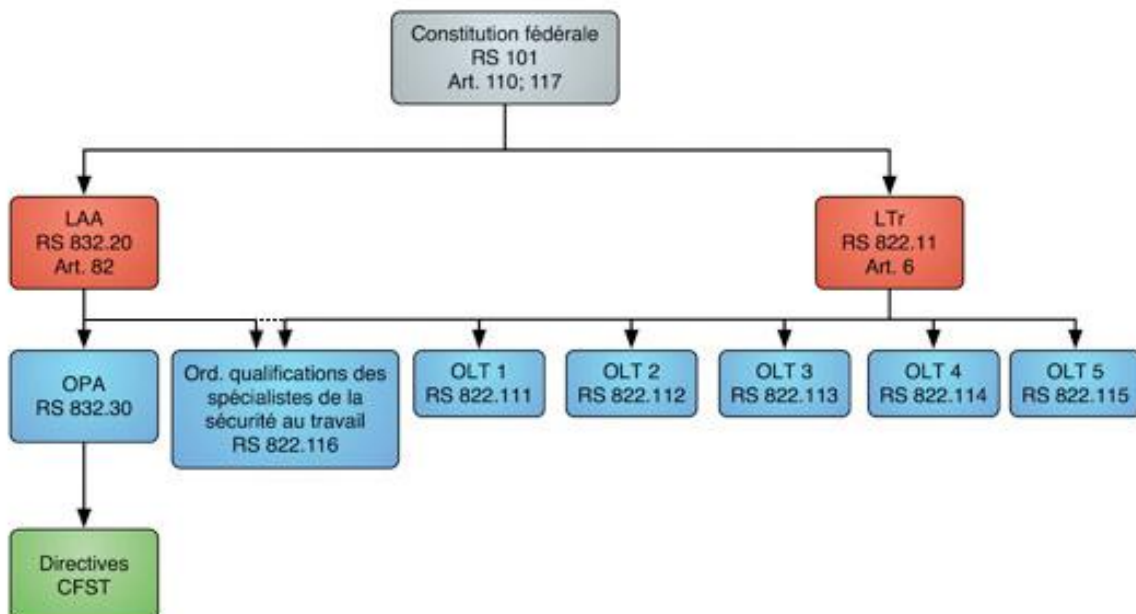 Constitution fédérale
RS 101
Art. 110; 117
LAA
RS 832.20
Art. 82
LTr
RS 822.11
Art. 6
OPA
RS 832.30
Ord. qualifications des
spécialistes de la
sécurité au travail
RS 822.116
OLT 1
RS 822.111
OLT 2
RS 822.112
OLT 3
RS 822.113
OLT 4
RS 822.114
OLT 5
RS 822.115
Directives
CFST